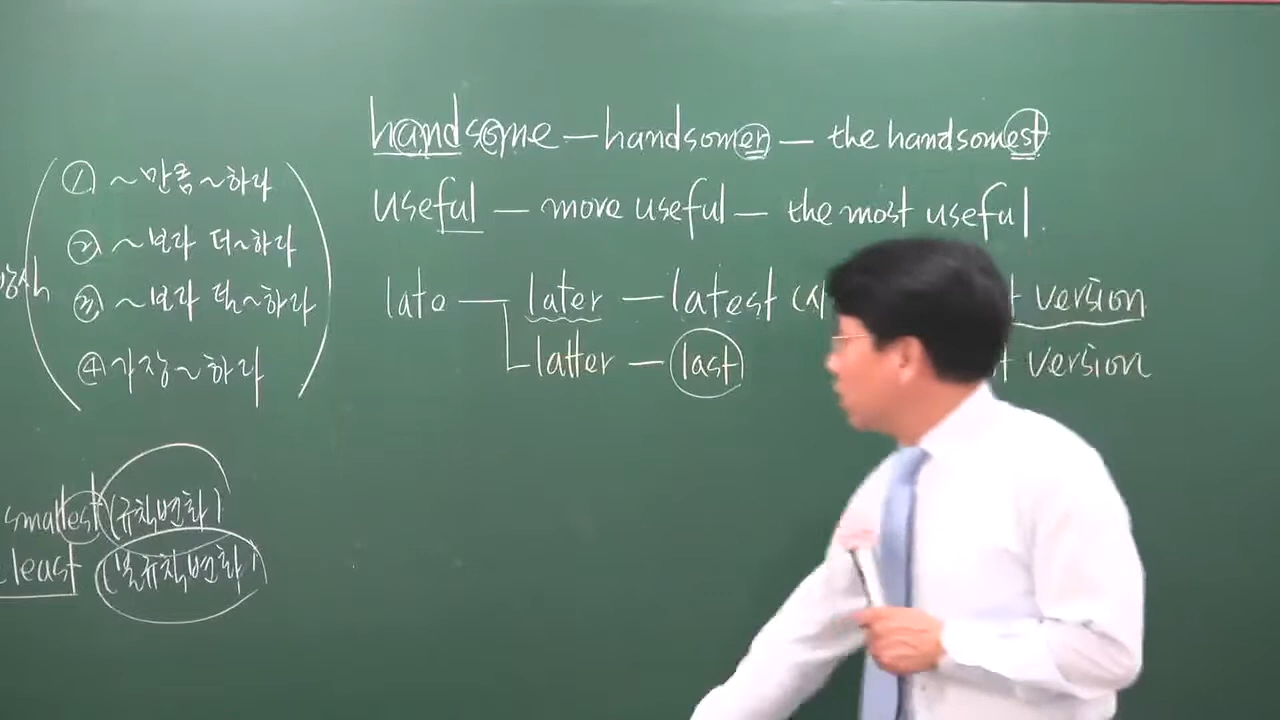 handsome — handsomer — the handsomest
useful — more useful — the most useful.
late — later — latest version
latter — last version
① ~만큼~하다
② ~보다 더~하다
③ ~보다 덜~하다
④ 가장~하다
smallest (규칙변화)
least (불규칙변화)